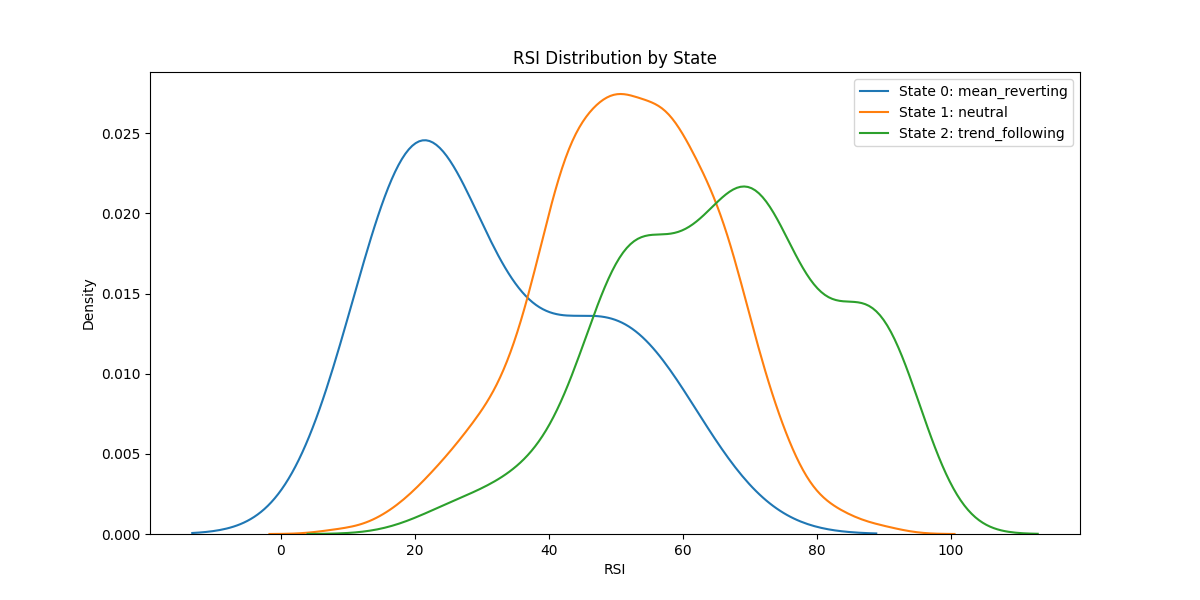 RSI Distribution by State
State 0: mean_reverting
State 1: neutral
State 2: trend_following
Density
0.025
0.020
0.015
0.010
0.005
0.000
0 20 40 60 80 100
RSI